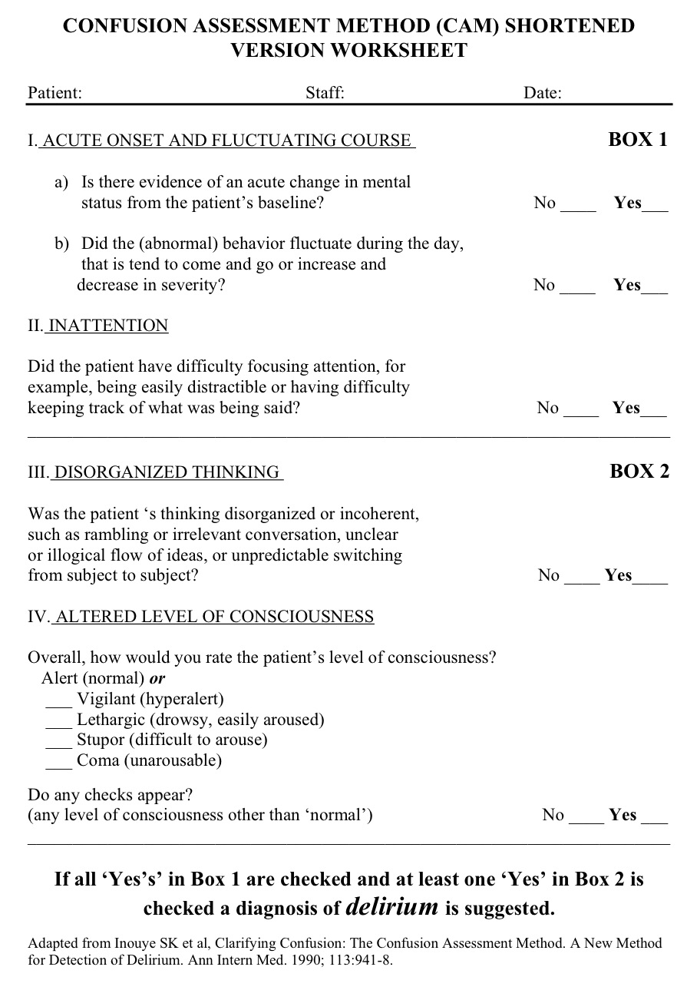 CONFUSION ASSESSMENT METHOD (CAM) SHORTENED
VERSION WORKSHEET
Patient: Staff: Date:
I. ACUTE ONSET AND FLUCTUATING COURSE BOX 1
a) Is there evidence of an acute change in mental
status from the patient’s baseline? No ____ Yes___
b) Did the (abnormal) behavior fluctuate during the day,
that is tend to come and go or increase and
decrease in severity? No ____ Yes___
II. INATTENTION
Did the patient have difficulty focusing attention, for
example, being easily distractible or having difficulty
keeping track of what was being said? No ____ Yes___
III. DISORGANIZED THINKING BOX 2
Was the patient ‘s thinking disorganized or incoherent,
such as rambling or irrelevant conversation, unclear
or illogical flow of ideas, or unpredictable switching
from subject to subject? No ____ Yes____
IV. ALTERED LEVEL OF CONSCIOUSNESS
Overall, how would you rate the patient’s level of consciousness?
Alert (normal) or
___ Vigilant (hyperalert)
___ Lethargic (drowsy, easily aroused)
___ Stupor (difficult to arouse)
___ Coma (unarousable)
Do any checks appear?
(any level of consciousness other than ‘normal’) No ____ Yes ___
If all ‘Yes’s’ in Box 1 are checked and at least one ‘Yes’ in Box 2 is
checked a diagnosis of delirium is suggested.
Adapted from Inouye SK et al, Clarifying Confusion: The Confusion Assessment Method. A New Method
for Detection of Delirium. Ann Intern Med. 1990; 113:941-8.